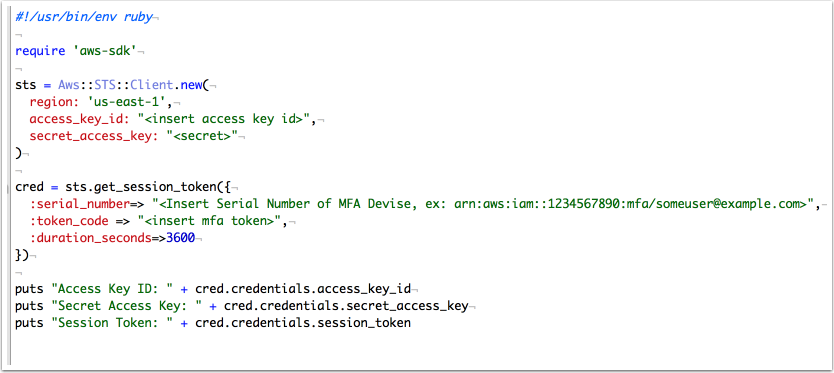 #!/usr/bin/env ruby¬
¬
require 'aws-sdk'¬
¬
sts = Aws::STS::Client.new(¬
  region: 'us-east-1',¬
  access_key_id: "<insert access key id>",¬
  secret_access_key: "<secret>"¬
)¬
¬
cred = sts.get_session_token({¬
  :serial_number=> "<Insert Serial Number of MFA Devise, ex: arn:aws:iam::1234567890:mfa/someuser@example.com>",¬
  :token_code => "<insert mfa token>",¬
  :duration_seconds=>3600¬
})¬
¬
puts "Access Key ID: " + cred.credentials.access_key_id¬
puts "Secret Access Key: " + cred.credentials.secret_access_key¬
puts "Session Token: " + cred.credentials.session_token